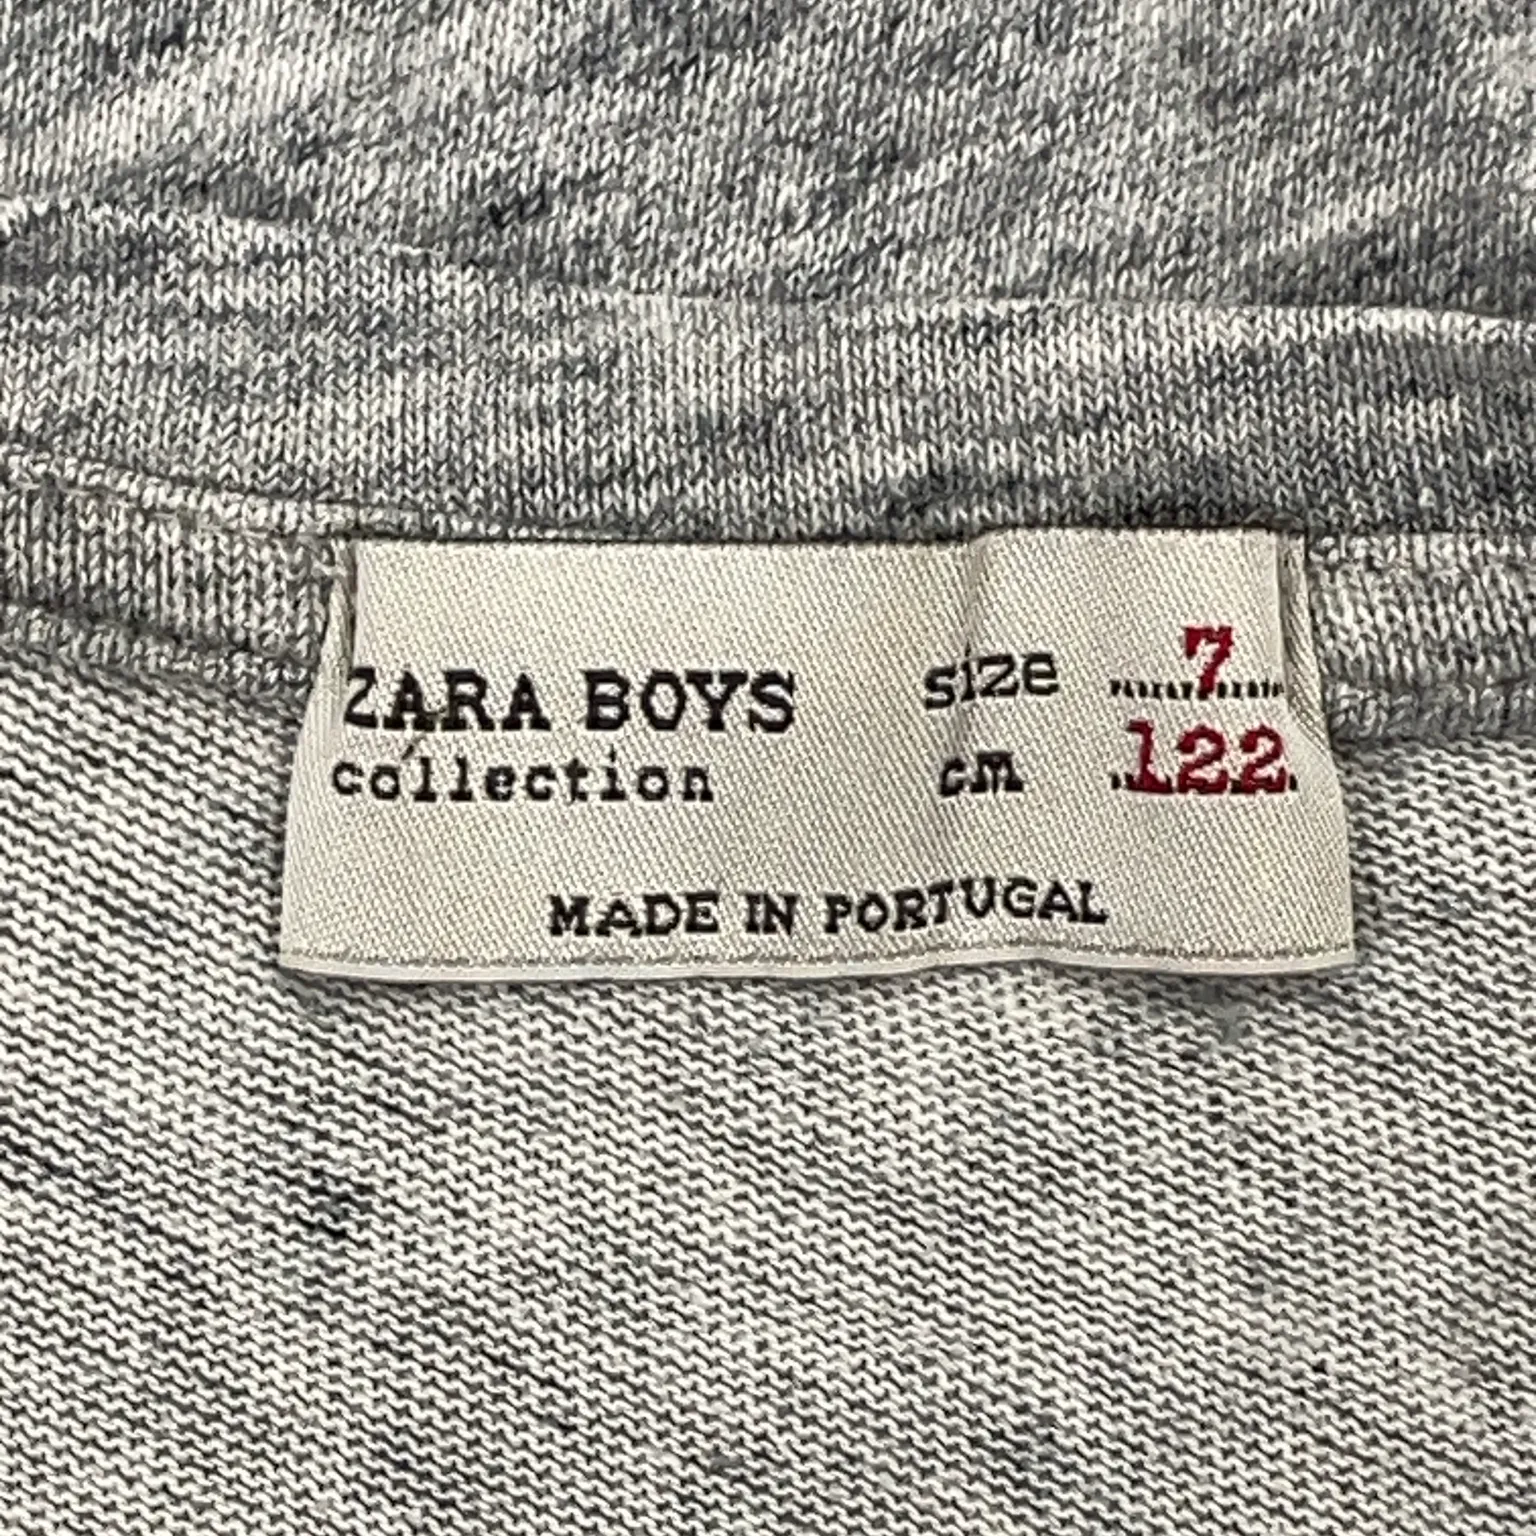 ZARA BOYS size 7
collection cm 122
MADE IN PORTUGAL